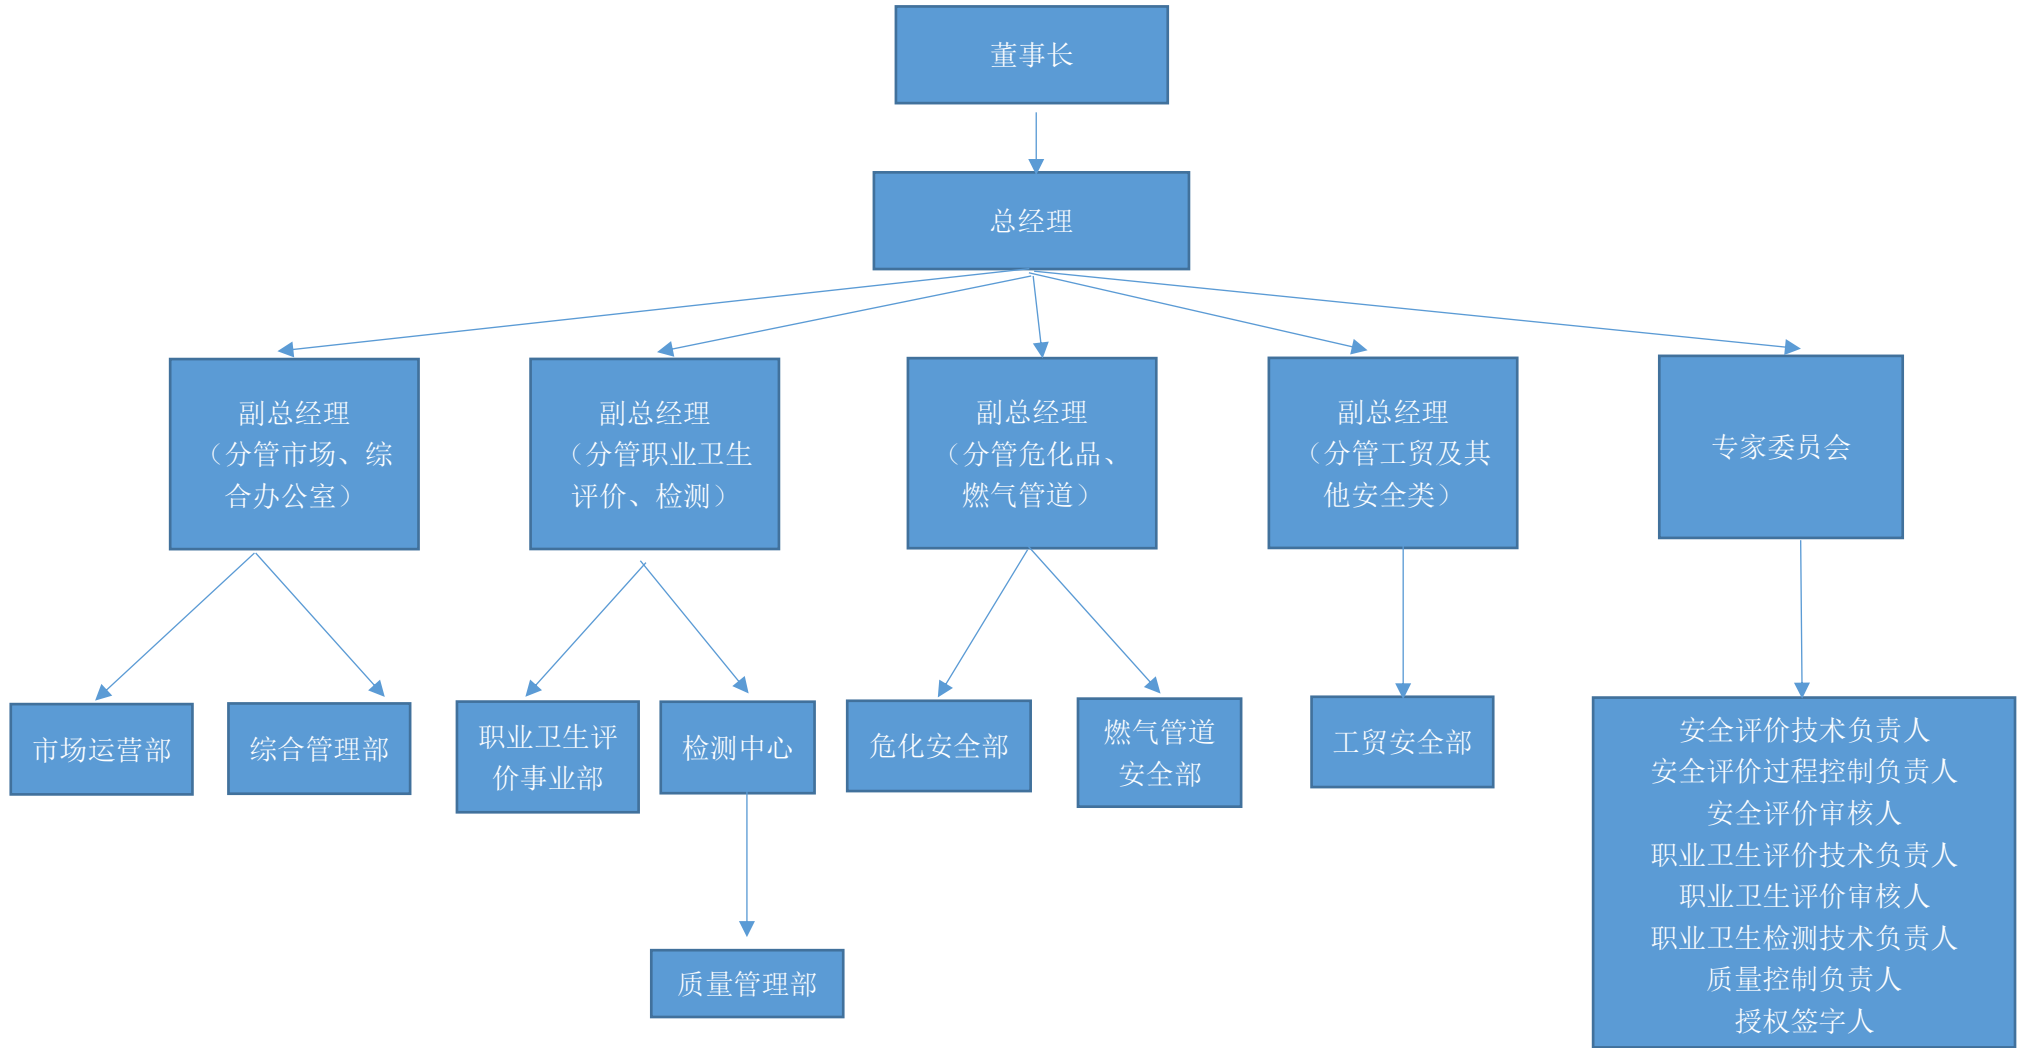 董事长
总经理
副总经理
（分管市场、综
合办公室）
副总经理
（分管职业卫生
评价、检测）
副总经理
（分管危化品、
燃气管道）
副总经理
（分管工贸及其
他安全类）
专家委员会
市场运营部
综合管理部
职业卫生评
价事业部
检测中心
危化安全部
燃气管道
安全部
工贸安全部
安全评价技术负责人
安全评价过程控制负责人
安全评价审核人
职业卫生评价技术负责人
职业卫生评价审核人
职业卫生检测技术负责人
质量控制负责人
授权签字人
质量管理部